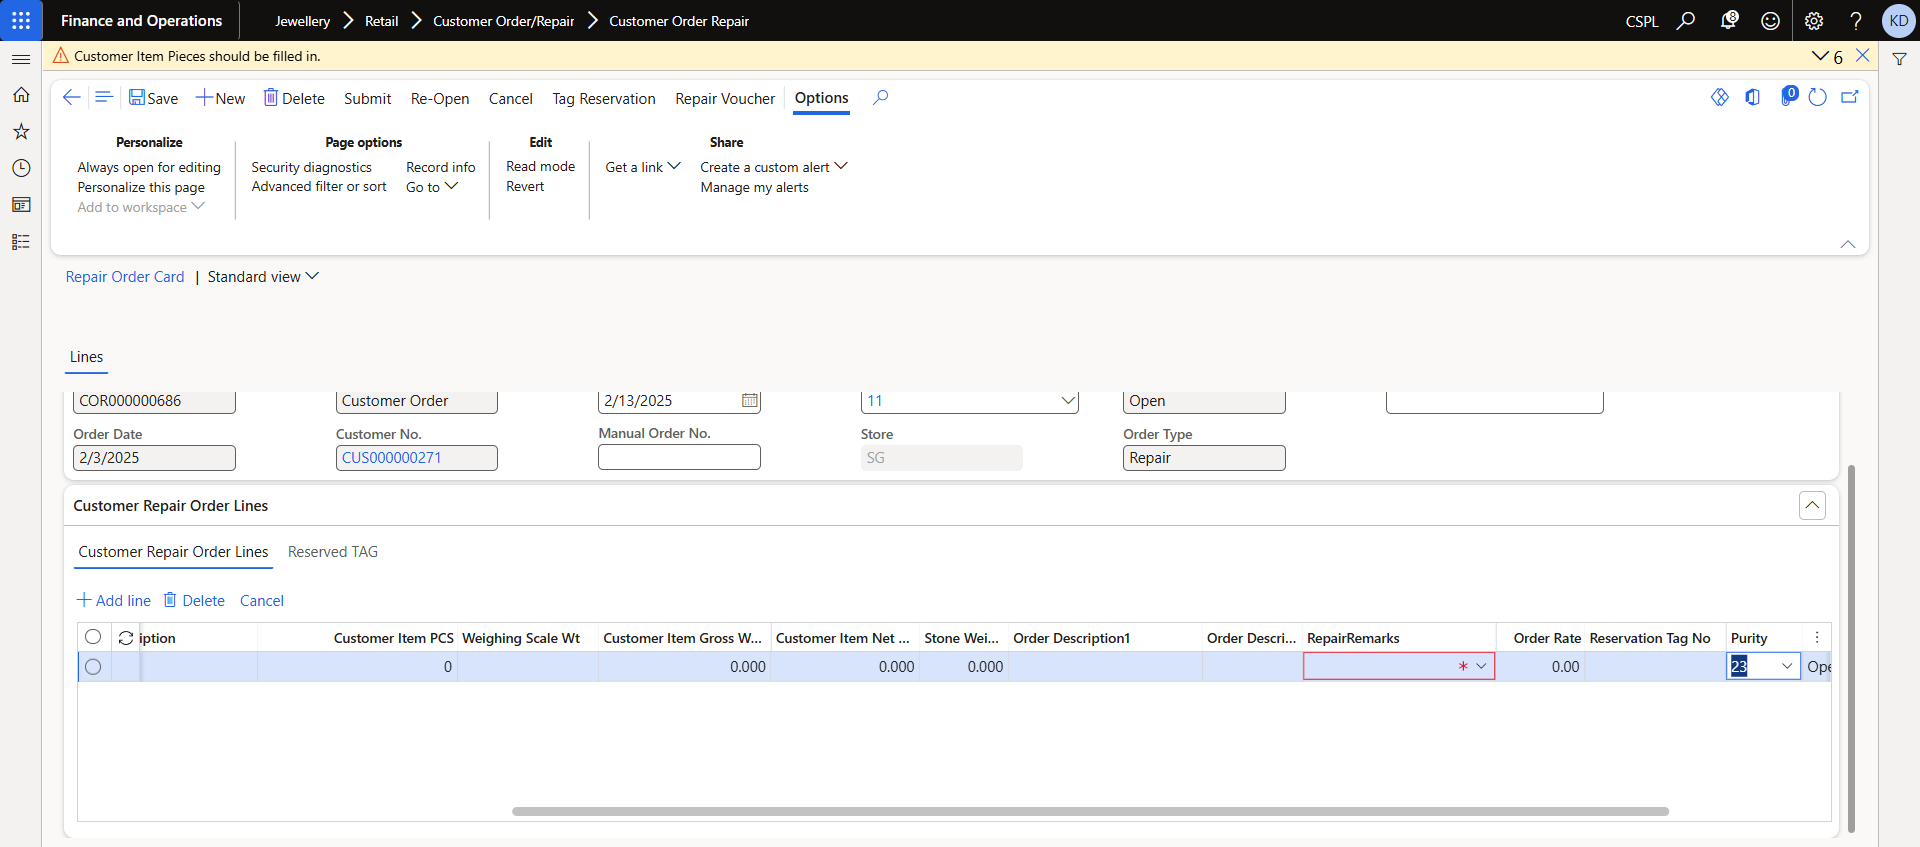 Finance and Operations
Jewellery Retail Customer Order/Repair Customer Order Repair
CSPL 8 ? KD
Customer Item Pieces should be filled in. 6
Save New Delete Submit Re-Open Cancel Tag Reservation Repair Voucher Options 0
Personalize Page options Edit Share
Always open for editing Security diagnostics Record info Read mode Get a link Create a custom alert
Personalize this page Advanced filter or sort Go to Revert Manage my alerts
Add to workspace
Repair Order Card | Standard view
Lines
COR000000686 Customer Order 2/13/2025 11 Open
Order Date Customer No. Manual Order No. Store Order Type
2/3/2025 CUS000000271 SG Repair
Customer Repair Order Lines
Customer Repair Order Lines Reserved TAG
Add line Delete Cancel
iption Customer Item PCS Weighing Scale Wt Customer Item Gross W... Customer Item Net ... Stone Wei... Order Description1 Order Descri... RepairRemarks Order Rate Reservation Tag No Purity
0 0.000 0.000 0.000 * 0.00 23 Ope